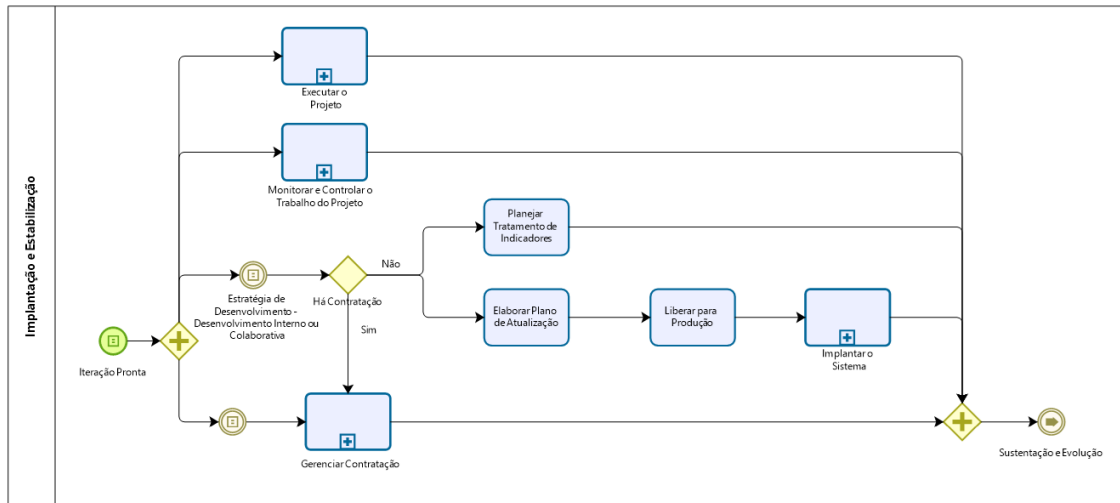 Implantação e Estabilização
Executar o
Projeto
Monitorar e Controlar o
Trabalho do Projeto
Planejar
Tratamento de
Indicadores
Não
Estratégia de
Desenvolvimento -
Desenvolvimento Interno ou
Colaborativa
Há Contratação
Elaborar Plano
de Atualização
Liberar para
Produção
Sim
Implantar o
Sistema
Iteração Pronta
Gerenciar Contratação
Sustentação e Evolução